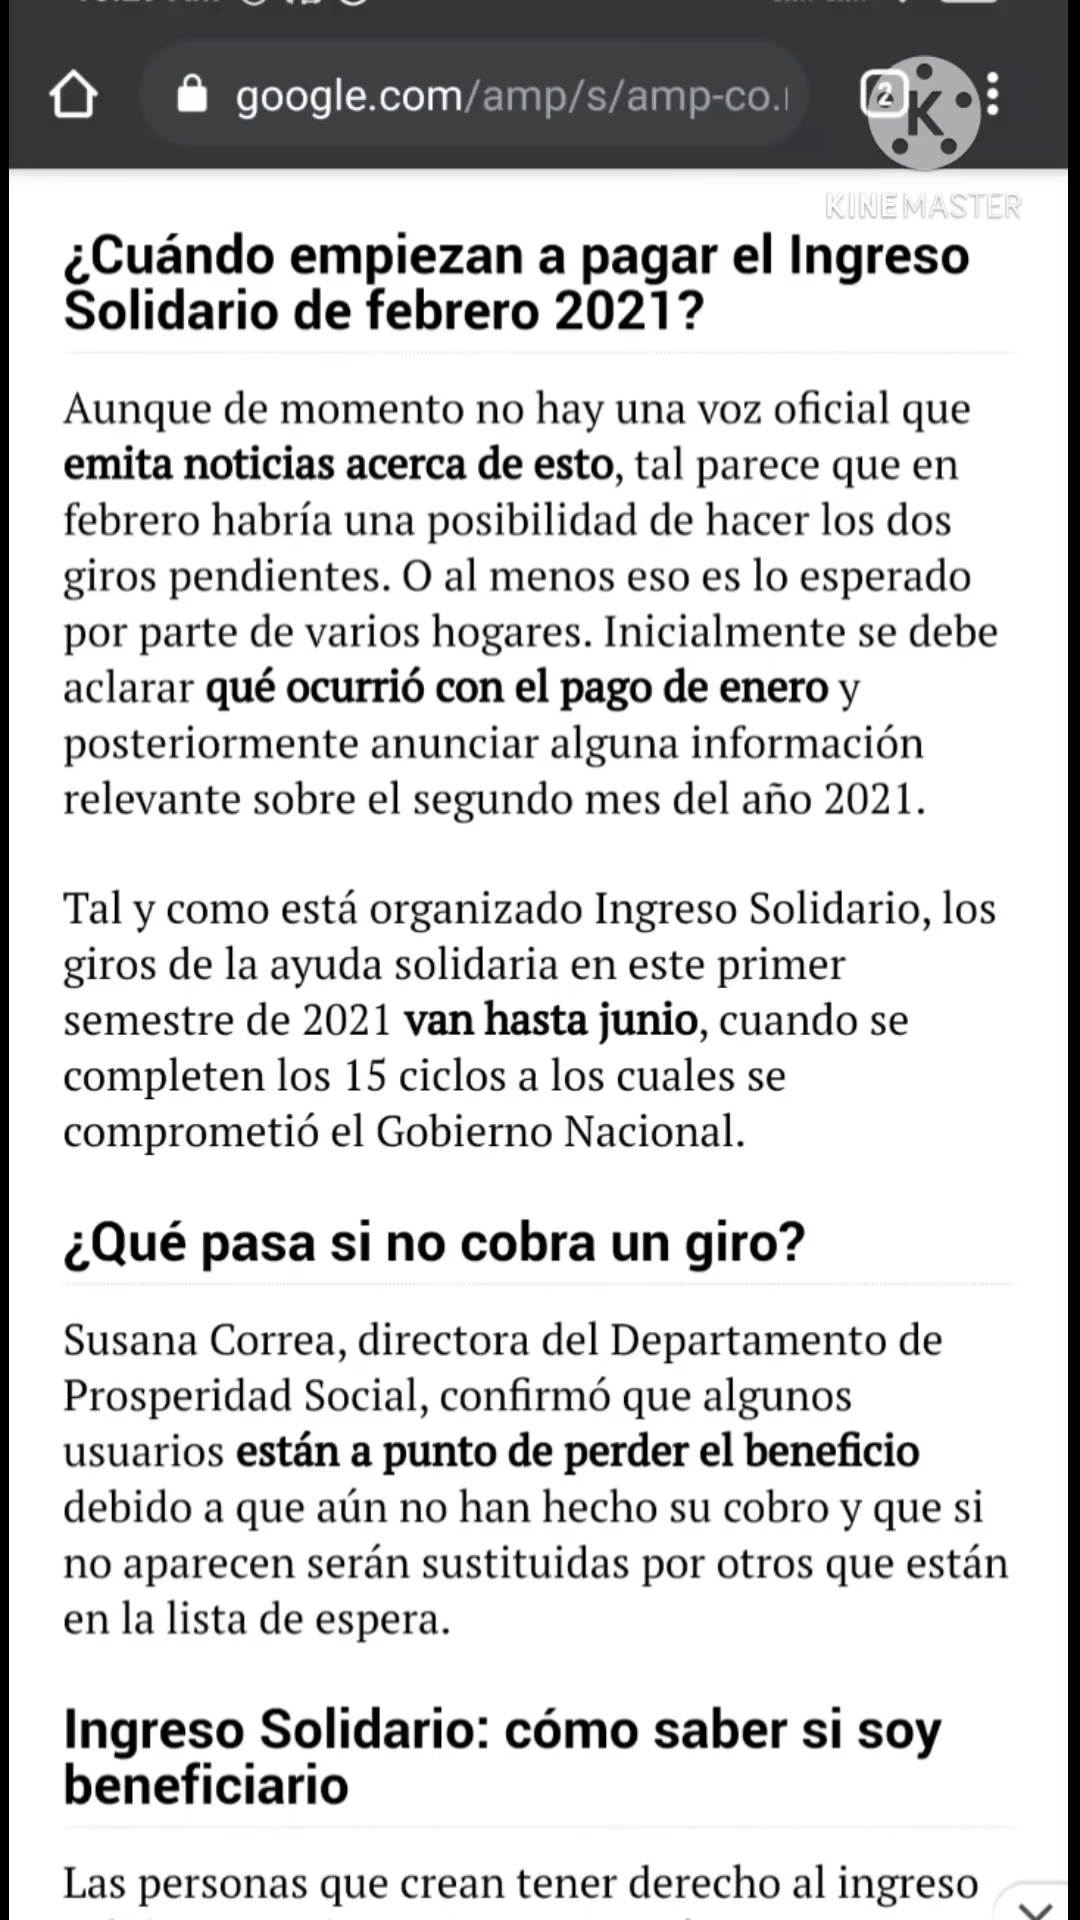 google.com/amp/s/amp-co.
2
K
KINEMASTER
¿Cuándo empiezan a pagar el Ingreso
Solidario de febrero 2021?
Aunque de momento no hay una voz oficial que
emita noticias acerca de esto, tal parece que en
febrero habría una posibilidad de hacer los dos
giros pendientes. O al menos eso es lo esperado
por parte de varios hogares. Inicialmente se debe
aclarar qué ocurrió con el pago de enero y
posteriormente anunciar alguna información
relevante sobre el segundo mes del año 2021.
Tal y como está organizado Ingreso Solidario, los
giros de la ayuda solidaria en este primer
semestre de 2021 van hasta junio, cuando se
completen los 15 ciclos a los cuales se
comprometió el Gobierno Nacional.
¿Qué pasa si no cobra un giro?
Susana Correa, directora del Departamento de
Prosperidad Social, confirmó que algunos
usuarios están a punto de perder el beneficio
debido a que aún no han hecho su cobro y que si
no aparecen serán sustituidas por otros que están
en la lista de espera.
Ingreso Solidario: cómo saber si soy
beneficiario
Las personas que crean tener derecho al ingreso